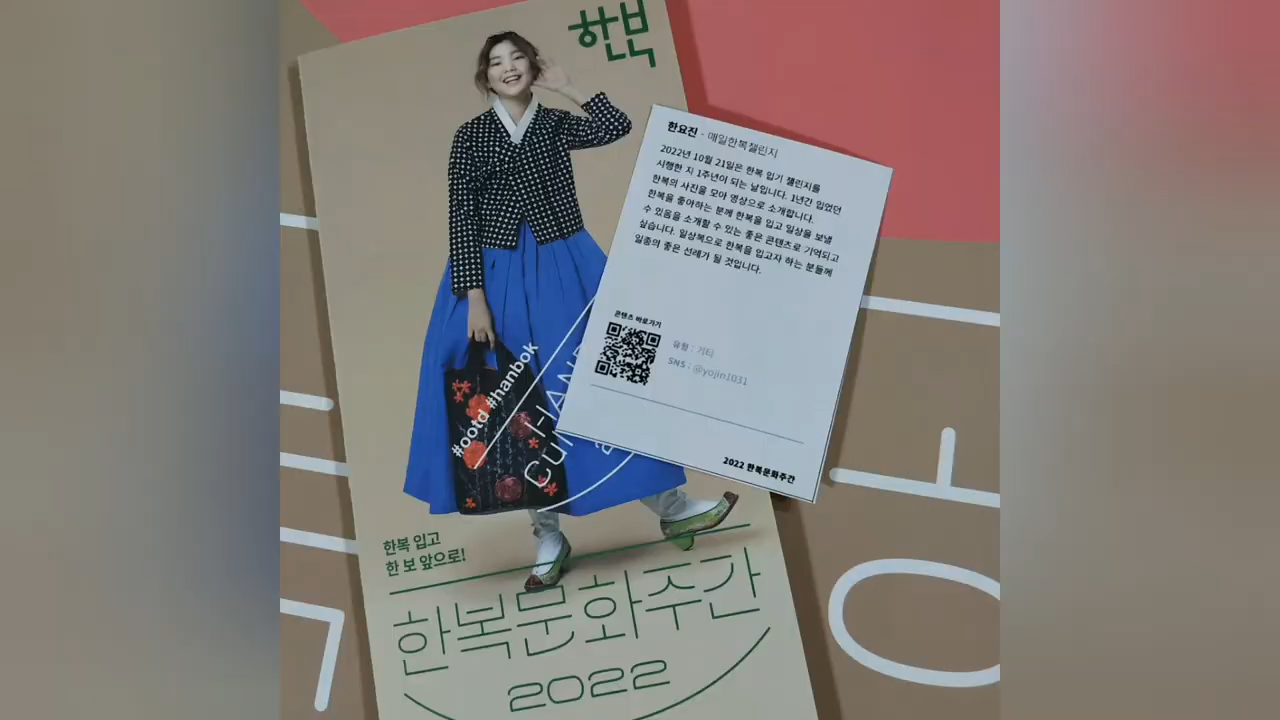 한복
한요진 - 매일한복챌린지
2022년 10월 21일은 한복 입기 챌린지를
시행한 지 1주년이 되는 날입니다. 1년간 입었던
한복의 사진을 모아 영상으로 소개합니다.
한복을 좋아하는 분께 한복을 입고 일상을 보낼
수 있음을 소개할 수 있는 좋은 콘텐츠로 기억되고
싶습니다. 일상복으로 한복을 입고자 하는 분들께
일종의 좋은 선례가 될 것입니다.
콘텐츠 바로가기
유형 : 기타
SNS : @yojin1031
2022 한복문화주간
#ootd #hanbok
한복 입고
한 보 앞으로!
한복문화주간
2022